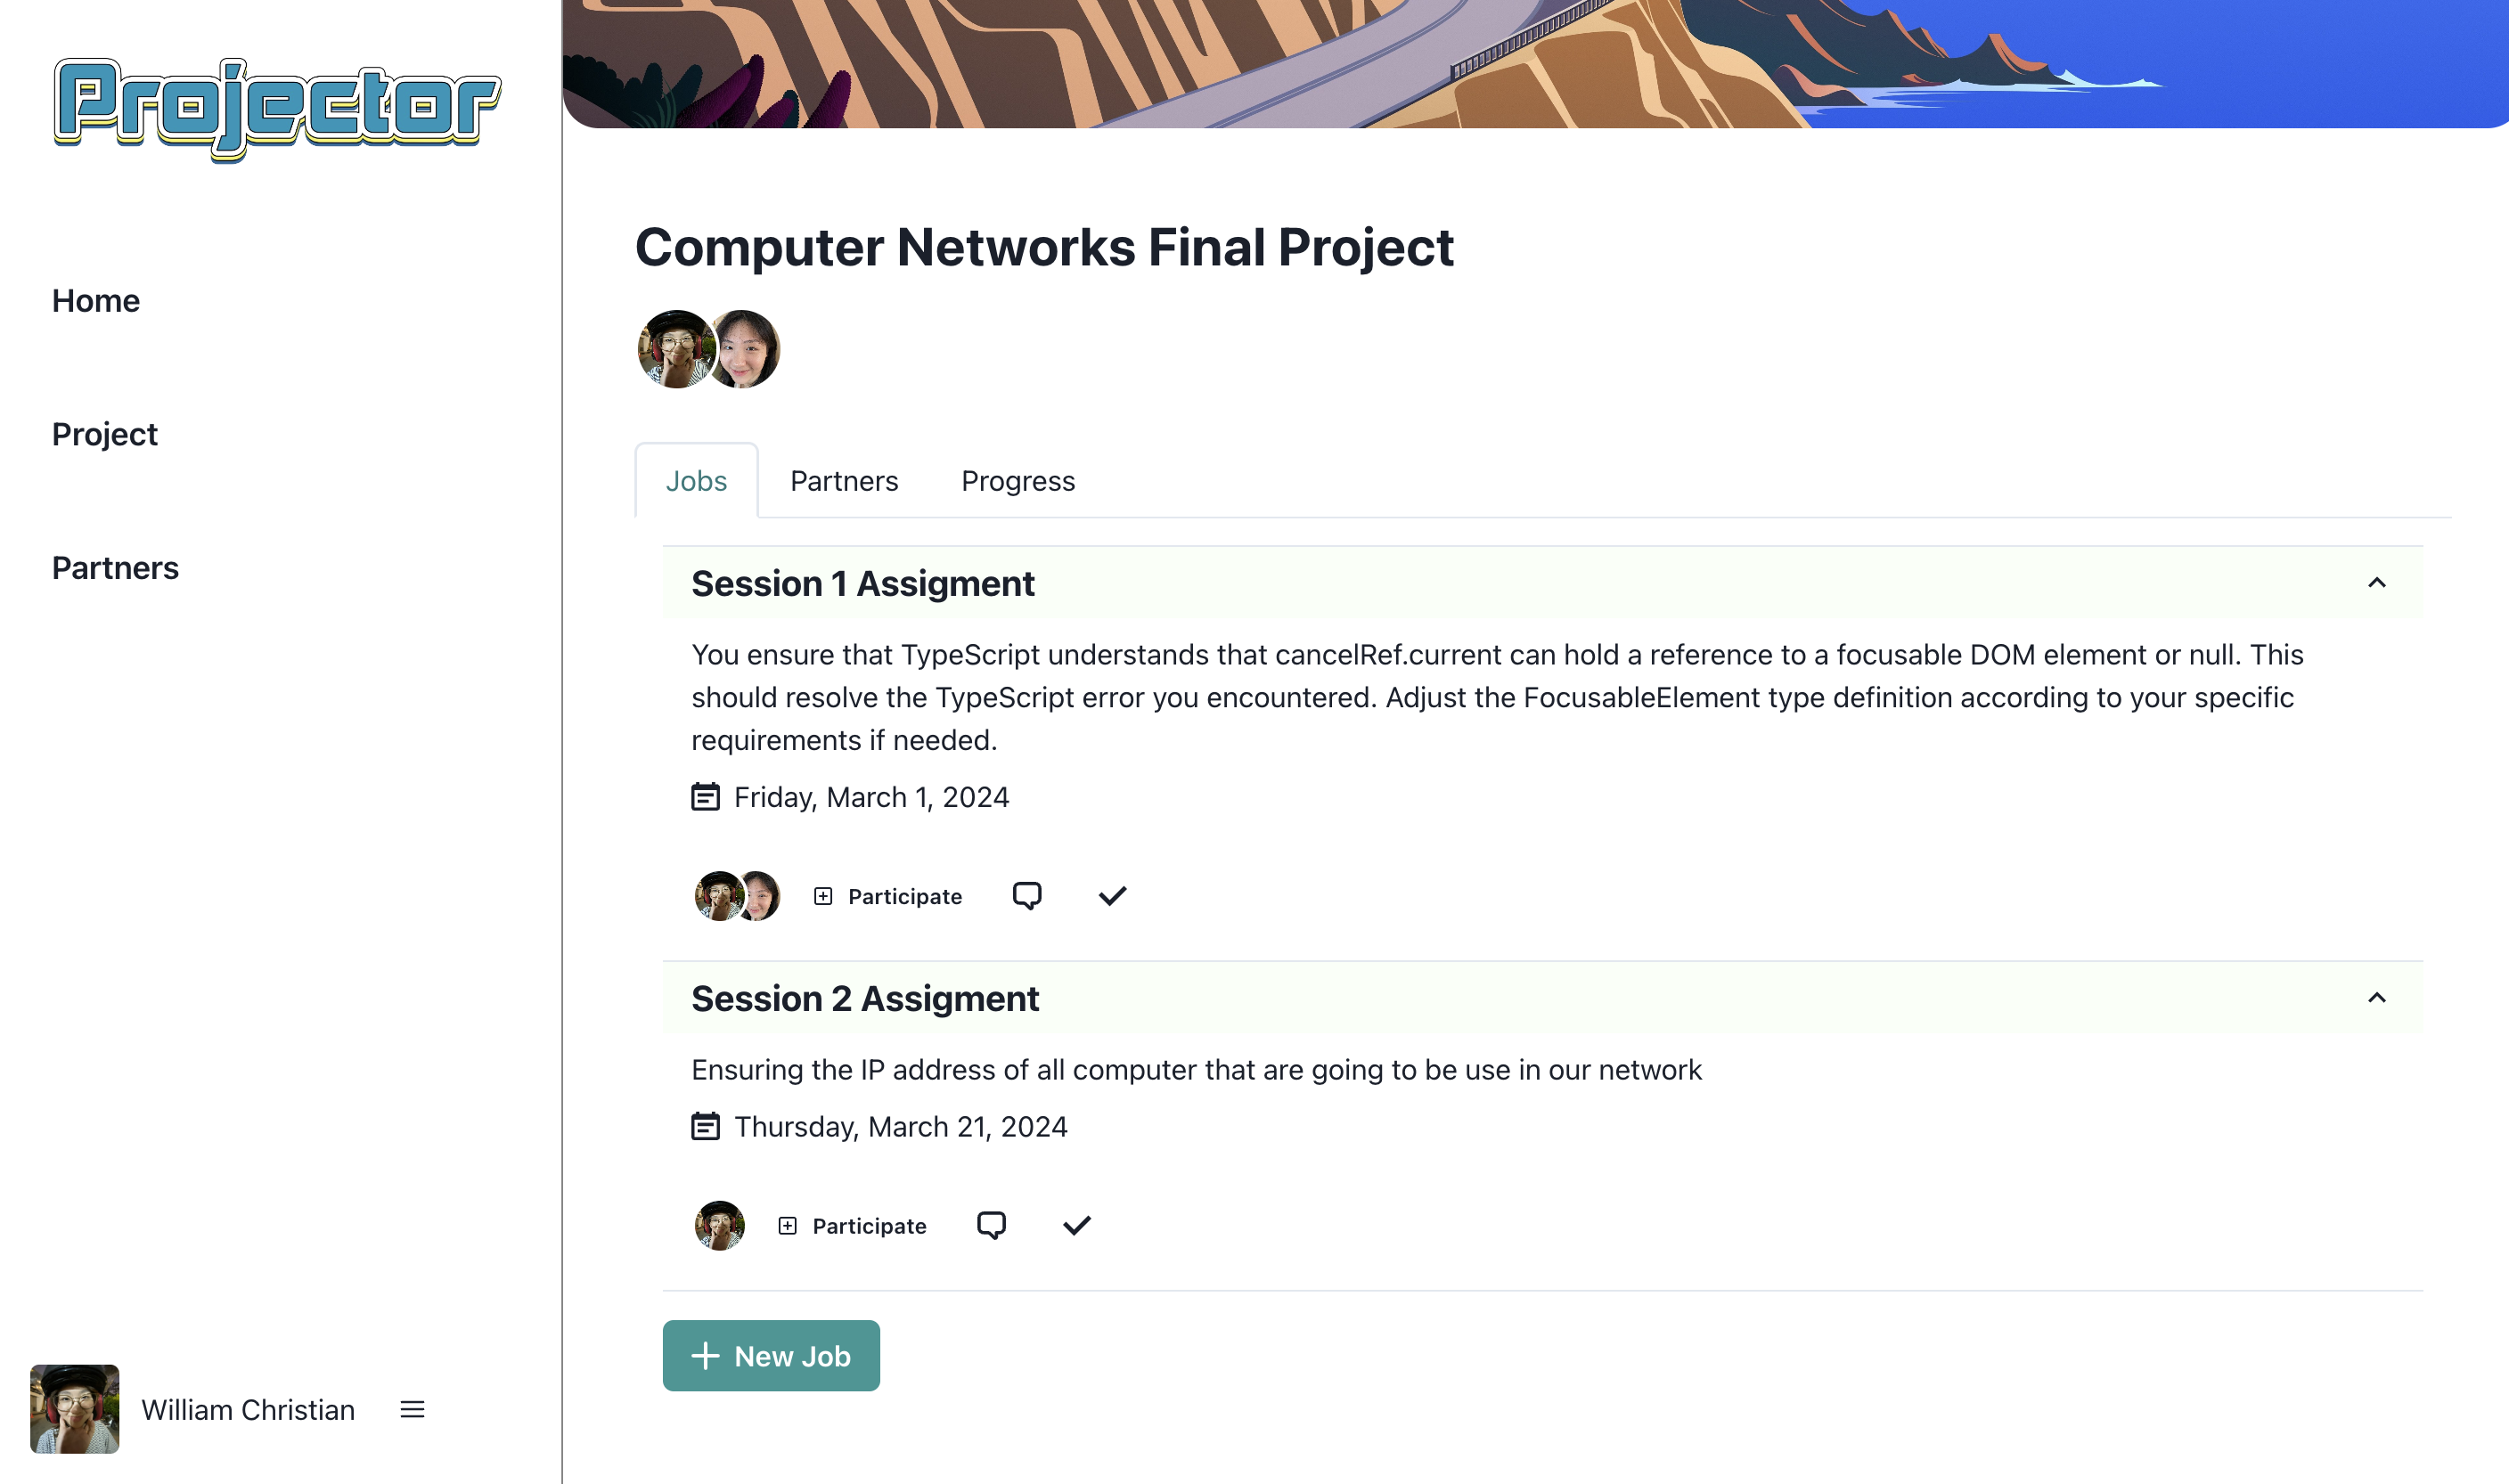 Projector
Home
Project
Partners
William Christian
Computer Networks Final Project
Jobs
Partners
Progress
Session 1 Assigment
You ensure that TypeScript understands that cancelRef.current can hold a reference to a focusable DOM element or null. This
should resolve the TypeScript error you encountered. Adjust the FocusableElement type definition according to your specific
requirements if needed.
Friday, March 1, 2024
Participate
Session 2 Assigment
Ensuring the IP address of all computer that are going to be use in our network
Thursday, March 21, 2024
Participate
New Job